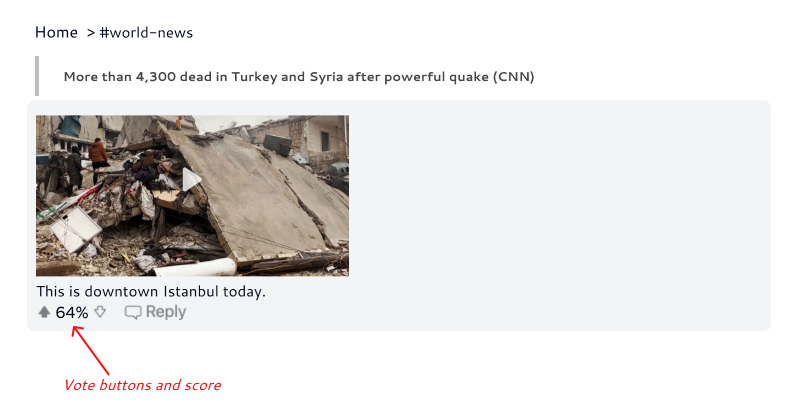 Home > #world-news
More than 4,300 dead in Turkey and Syria after powerful quake (CNN)
This is downtown Istanbul today.
64% Reply
Vote buttons and score